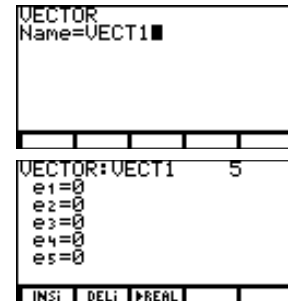 VECTOR
Name=VECT1
VECTOR:VECT1 5
e1=0
e2=0
e3=0
e4=0
e5=0
INSi DELi ▶REAL